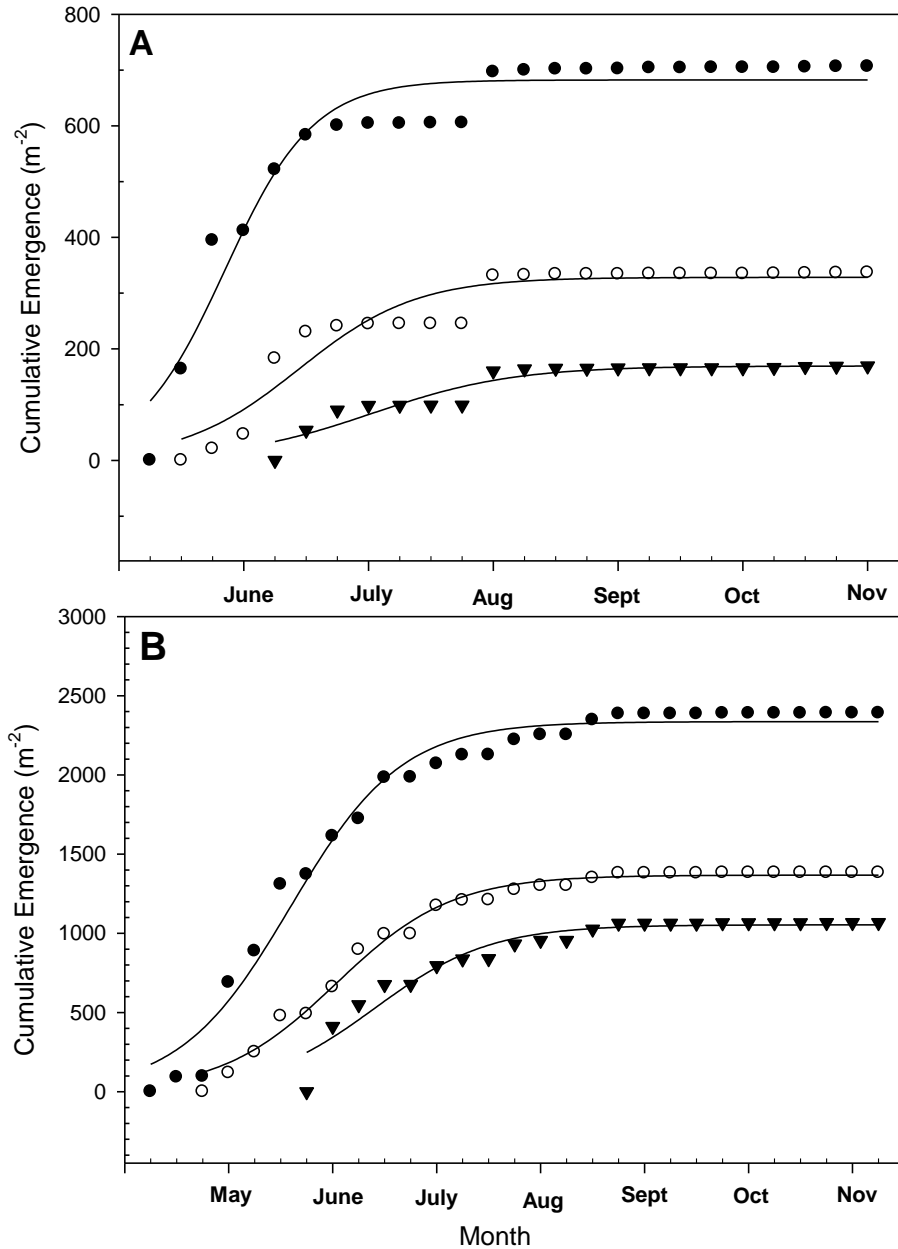 A
800
600
400
200
0
Cumulative Emergence (m⁻²)
June July Aug Sept Oct Nov
B
3000
2500
2000
1500
1000
500
0
Cumulative Emergence (m⁻²)
May June July Aug Sept Oct Nov
Month